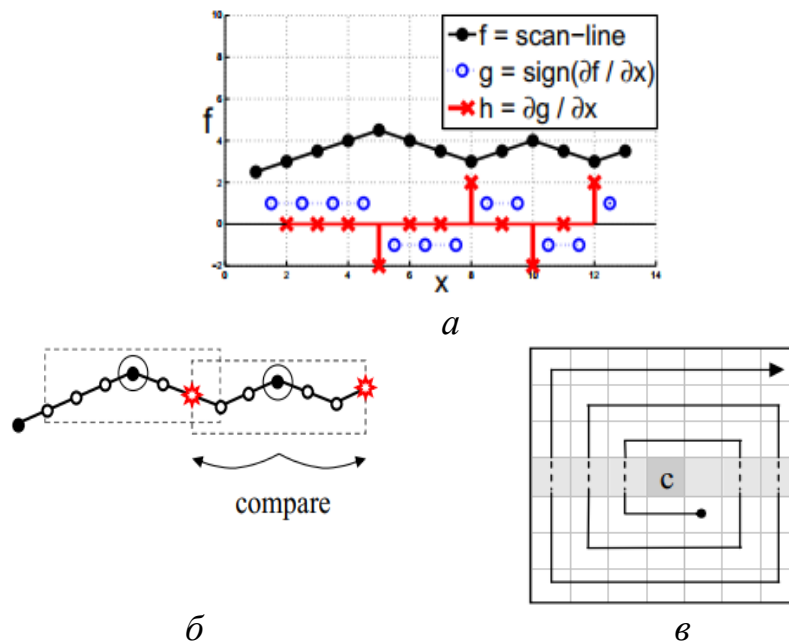 10
8
6
4
2
0
−2
f
f = scan−line
g = sign(∂f / ∂x)
h = ∂g / ∂x
0 2 4 6 8 10 12 14
x
а
compare
c
б
в